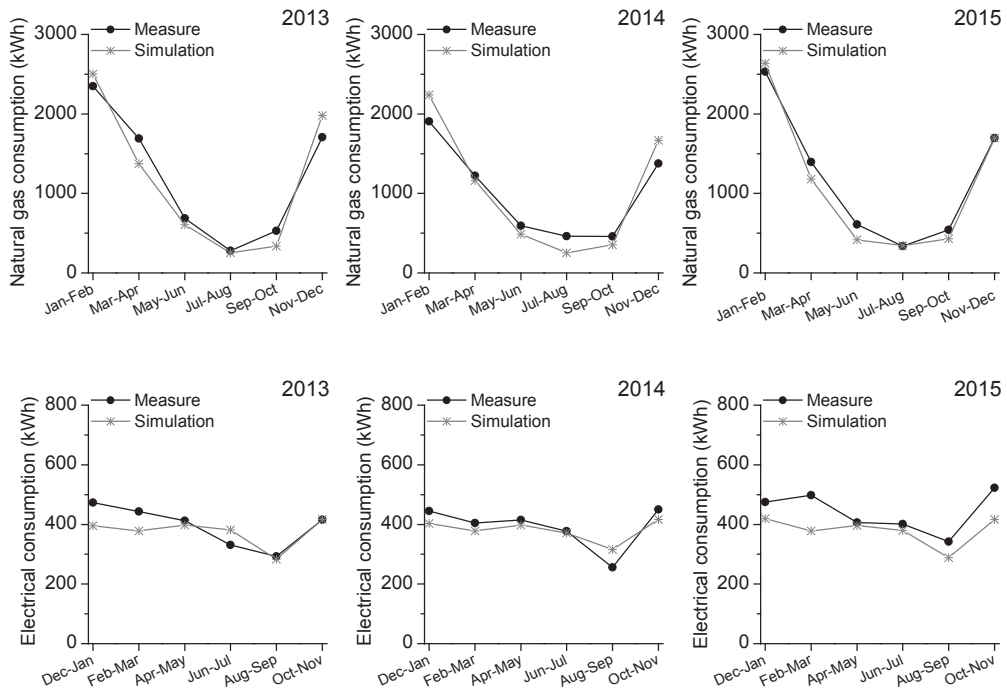 2013
Measure
Simulation
Natural gas consumption (kWh)
3000
2000
1000
0
Jan-Feb
Mar-Apr
May-Jun
Jul-Aug
Sep-Oct
Nov-Dec
2014
Measure
Simulation
Natural gas consumption (kWh)
3000
2000
1000
0
Jan-Feb
Mar-Apr
May-Jun
Jul-Aug
Sep-Oct
Nov-Dec
2015
Measure
Simulation
Natural gas consumption (kWh)
3000
2000
1000
0
Jan-Feb
Mar-Apr
May-Jun
Jul-Aug
Sep-Oct
Nov-Dec
2013
Measure
Simulation
Electrical consumption (kWh)
800
600
400
200
0
Dec-Jan
Feb-Mar
Apr-May
Jun-Jul
Aug-Sep
Oct-Nov
2014
Measure
Simulation
Electrical consumption (kWh)
800
600
400
200
0
Dec-Jan
Feb-Mar
Apr-May
Jun-Jul
Aug-Sep
Oct-Nov
2015
Measure
Simulation
Electrical consumption (kWh)
800
600
400
200
0
Dec-Jan
Feb-Mar
Apr-May
Jun-Jul
Aug-Sep
Oct-Nov